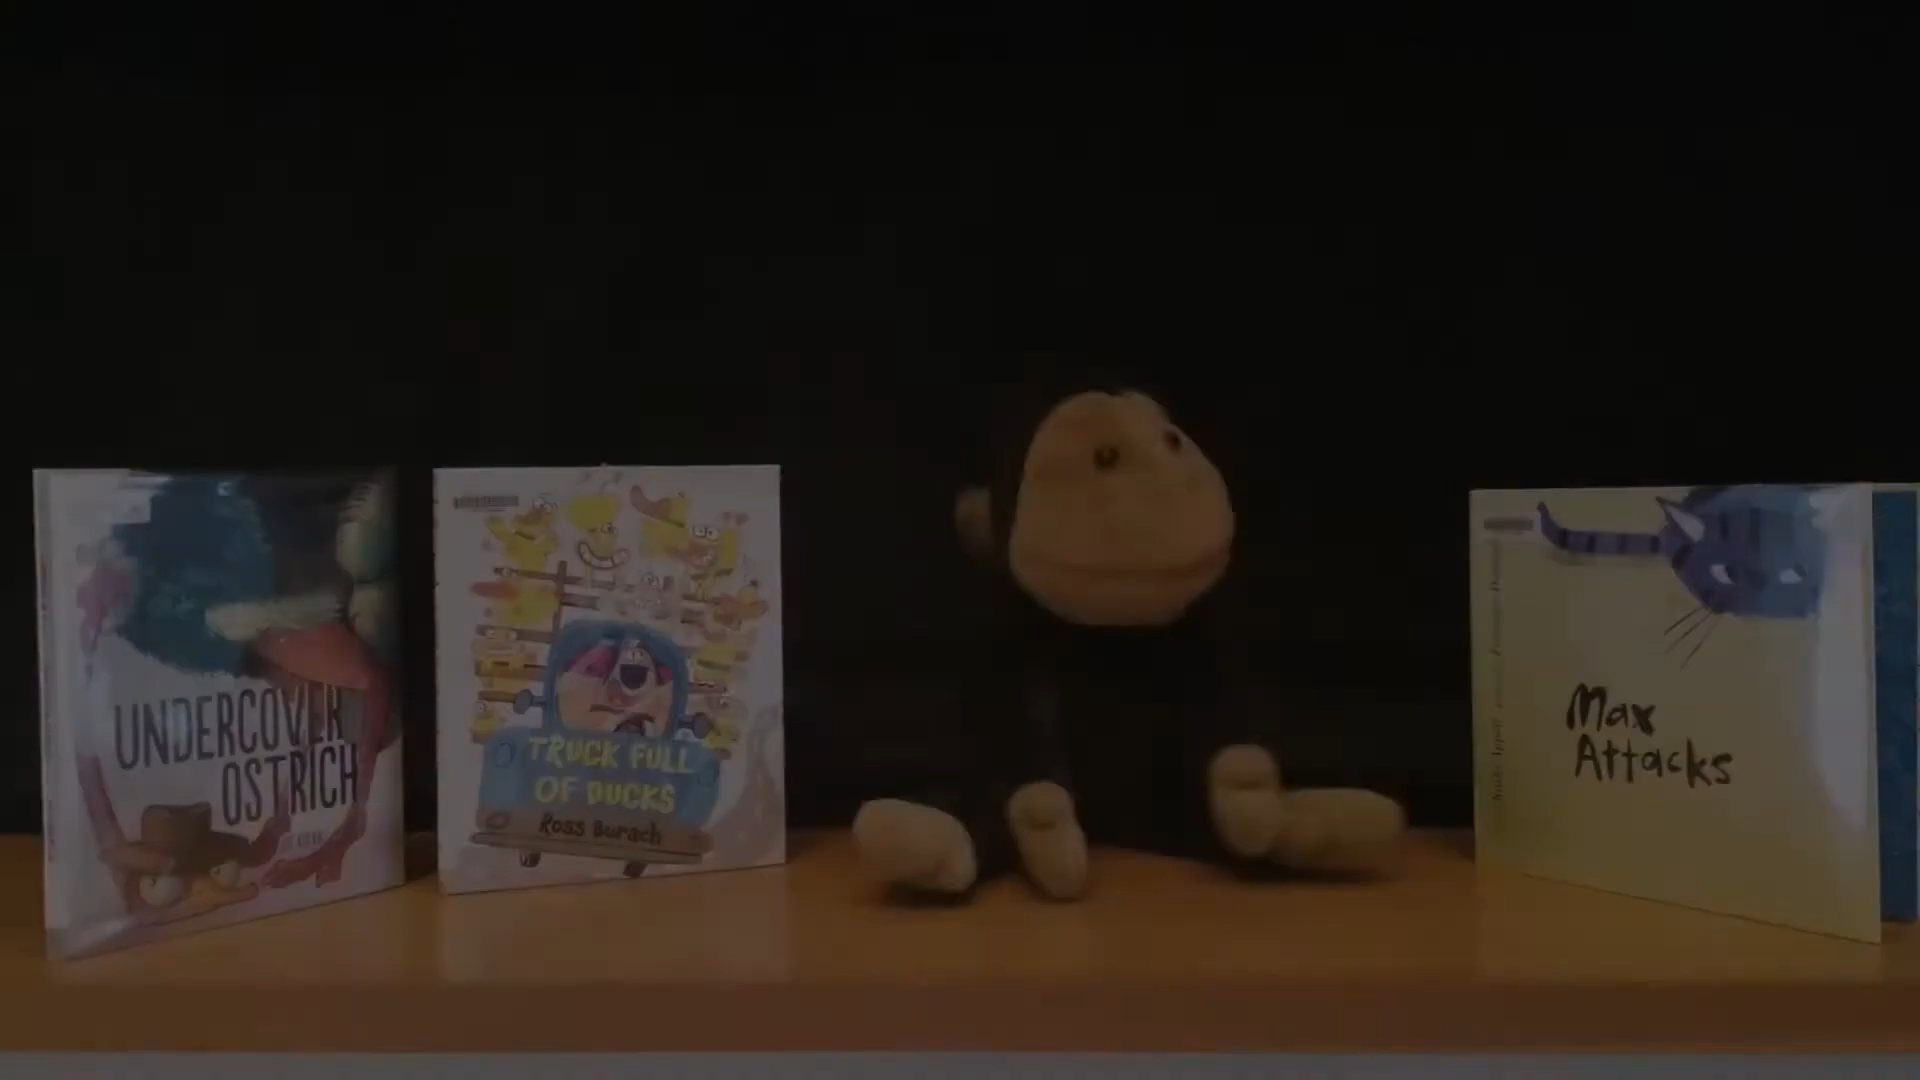 UNDERCOVER
OSTRICH
TRUCK FULL
OF DUCKS
Ross Burach
Max
Attacks